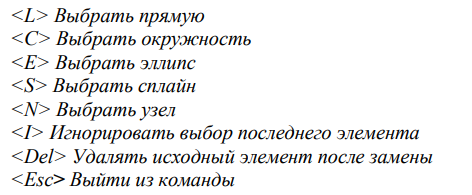 <L> Выбрать прямую
<C> Выбрать окружность
<E> Выбрать эллипс
<S> Выбрать сплайн
<N> Выбрать узел
<I> Игнорировать выбор последнего элемента
<Del> Удалять исходный элемент после замены
<Esc> Выйти из команды